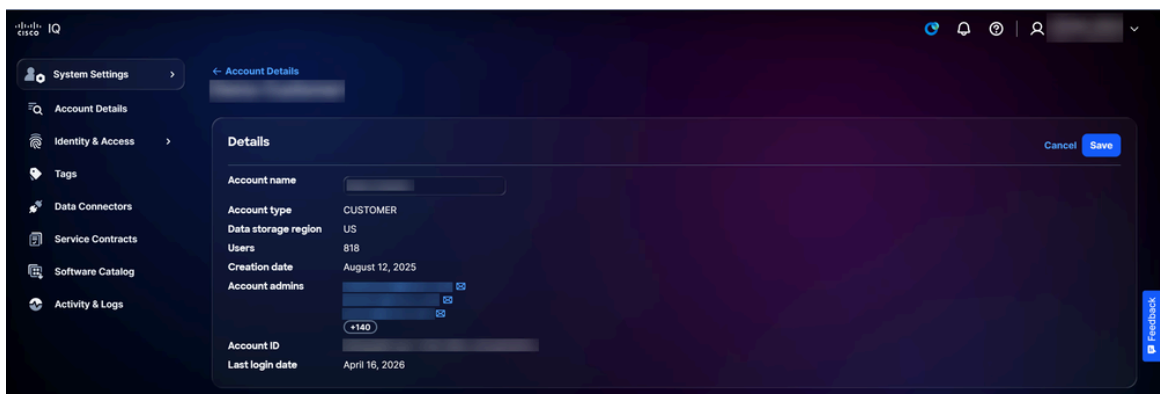 cisco IQ
System Settings
← Account Details
Account Details
Identity & Access
Tags
Data Connectors
Service Contracts
Software Catalog
Activity & Logs
Details
Cancel Save
Account name
Account type CUSTOMER
Data storage region US
Users 818
Creation date August 12, 2025
Account admins
+140
Account ID
Last login date April 16, 2026
Feedback